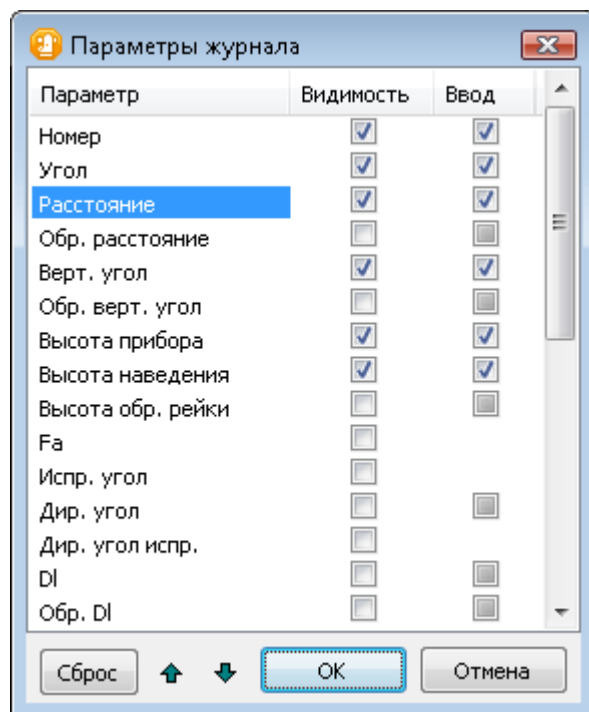 Параметры журнала
Параметр Видимость Ввод
Номер
Угол
Расстояние
Обр. расстояние
Верт. угол
Обр. верт. угол
Высота прибора
Высота наведения
Высота обр. рейки
Fa
Испр. угол
Дир. угол
Дир. угол испр.
Dl
Обр. Dl
Сброс OK Отмена